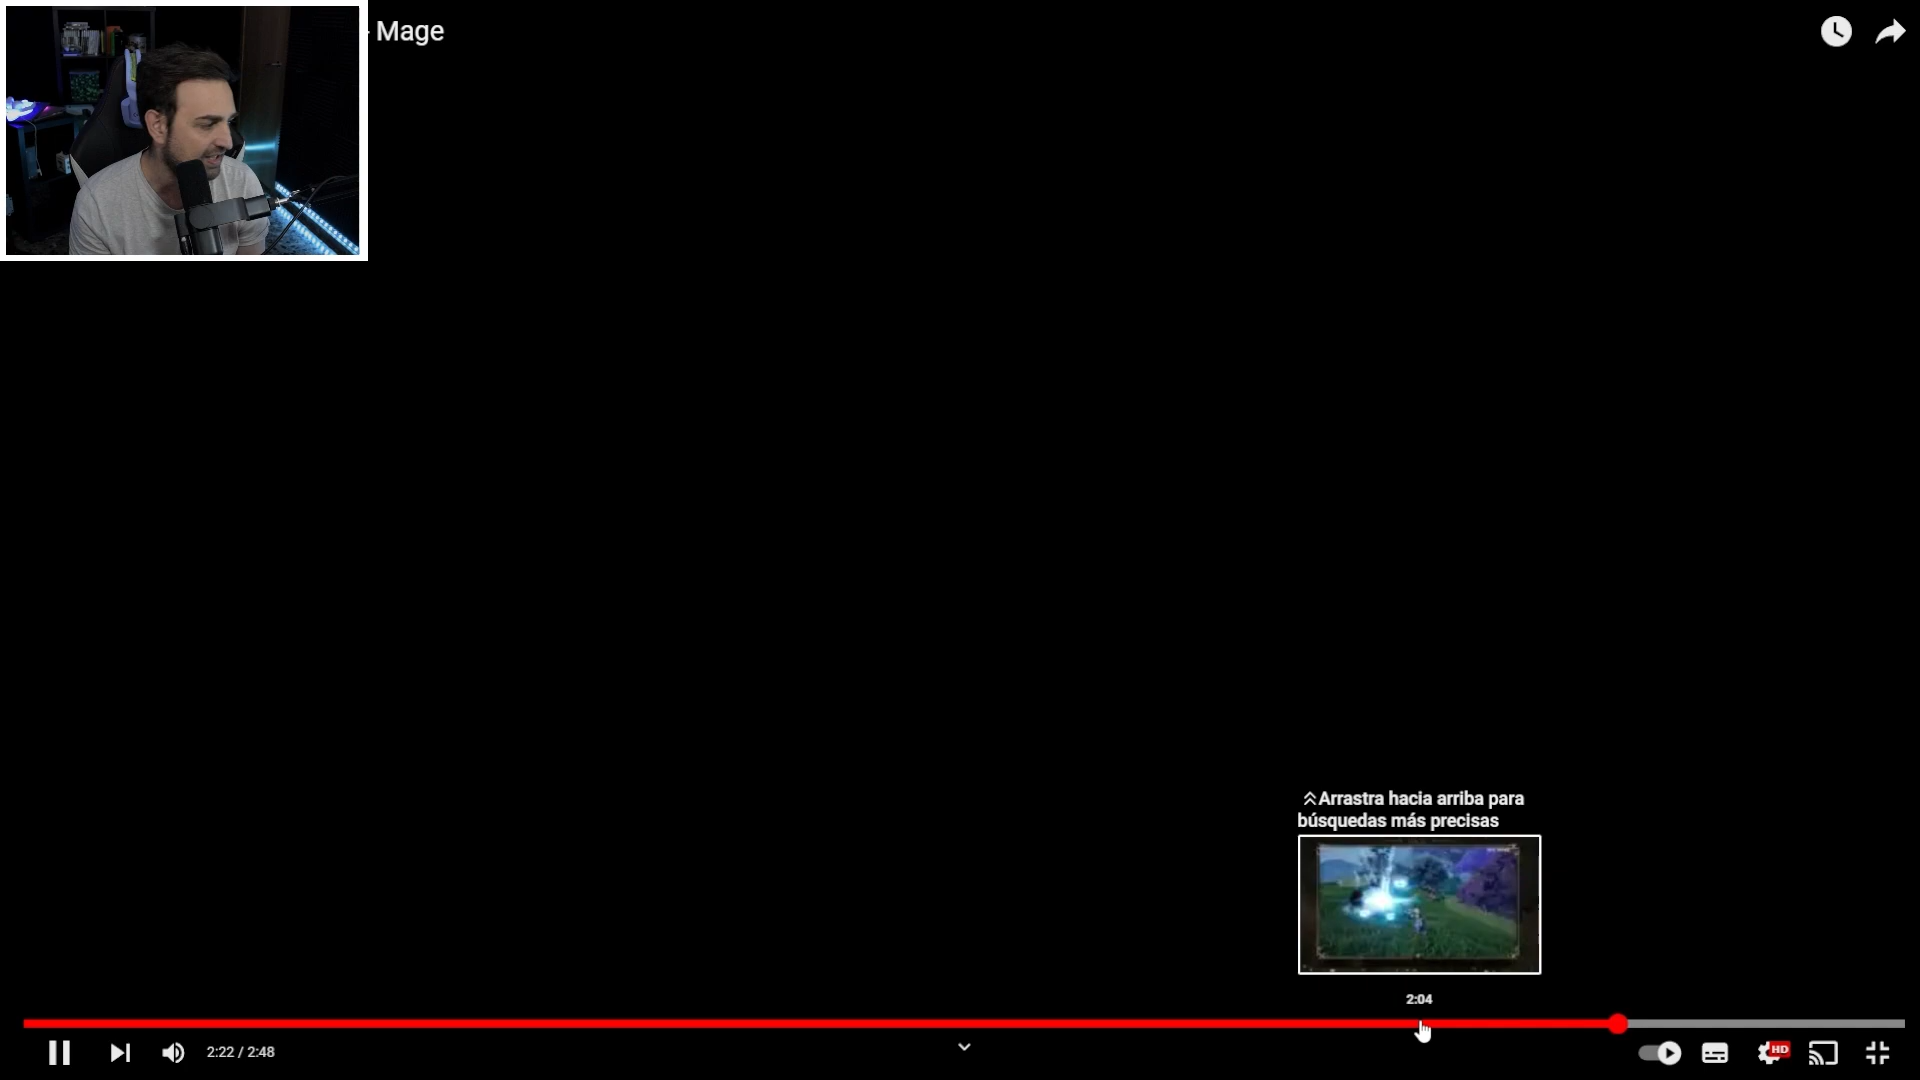 - Mage
Arrastra hacia arriba para
búsquedas más precisas
2:04
2:22 / 2:48
HD